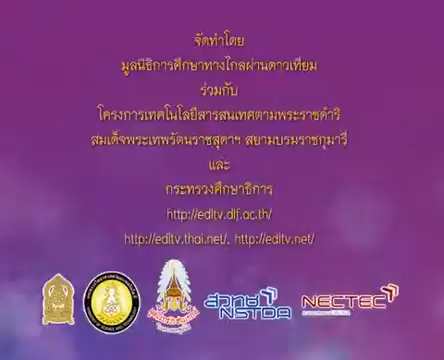 จัดทำโดย
มูลนิธิการศึกษาทางไกลผ่านดาวเทียม
ร่วมกับ
โครงการเทคโนโลยีสารสนเทศตามพระราชดำริ
สมเด็จพระเทพรัตนราชสุดาฯ สยามบรมราชกุมารี
และ
กระทรวงศึกษาธิการ
http://edltv.dlf.ac.th/
http://edltv.thai.net/, http://edltv.net/
สวทช
NSTDA
NECTEC